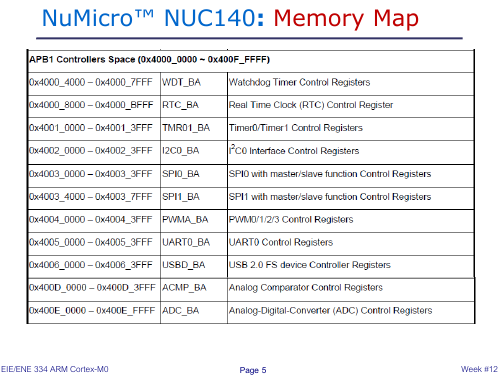 NuMicro™ NUC140: Memory Map
APB1 Controllers Space (0x4000_0000 ~ 0x400F_FFFF)
0x4000_4000 – 0x4000_7FFF WDT_BA Watchdog Timer Control Registers
0x4000_8000 – 0x4000_BFFF RTC_BA Real Time Clock (RTC) Control Register
0x4001_0000 – 0x4001_3FFF TMR01_BA Timer0/Timer1 Control Registers
0x4002_0000 – 0x4002_3FFF I2C0_BA I²C0 Interface Control Registers
0x4003_0000 – 0x4003_3FFF SPI0_BA SPI0 with master/slave function Control Registers
0x4003_4000 – 0x4003_7FFF SPI1_BA SPI1 with master/slave function Control Registers
0x4004_0000 – 0x4004_3FFF PWMA_BA PWM0/1/2/3 Control Registers
0x4005_0000 – 0x4005_3FFF UART0_BA UART0 Control Registers
0x4006_0000 – 0x4006_3FFF USBD_BA USB 2.0 FS device Controller Registers
0x400D_0000 – 0x400D_3FFF ACMP_BA Analog Comparator Control Registers
0x400E_0000 – 0x400E_FFFF ADC_BA Analog-Digital-Converter (ADC) Control Registers
EIE/ENE 334 ARM Cortex-M0 Page 5 Week #12